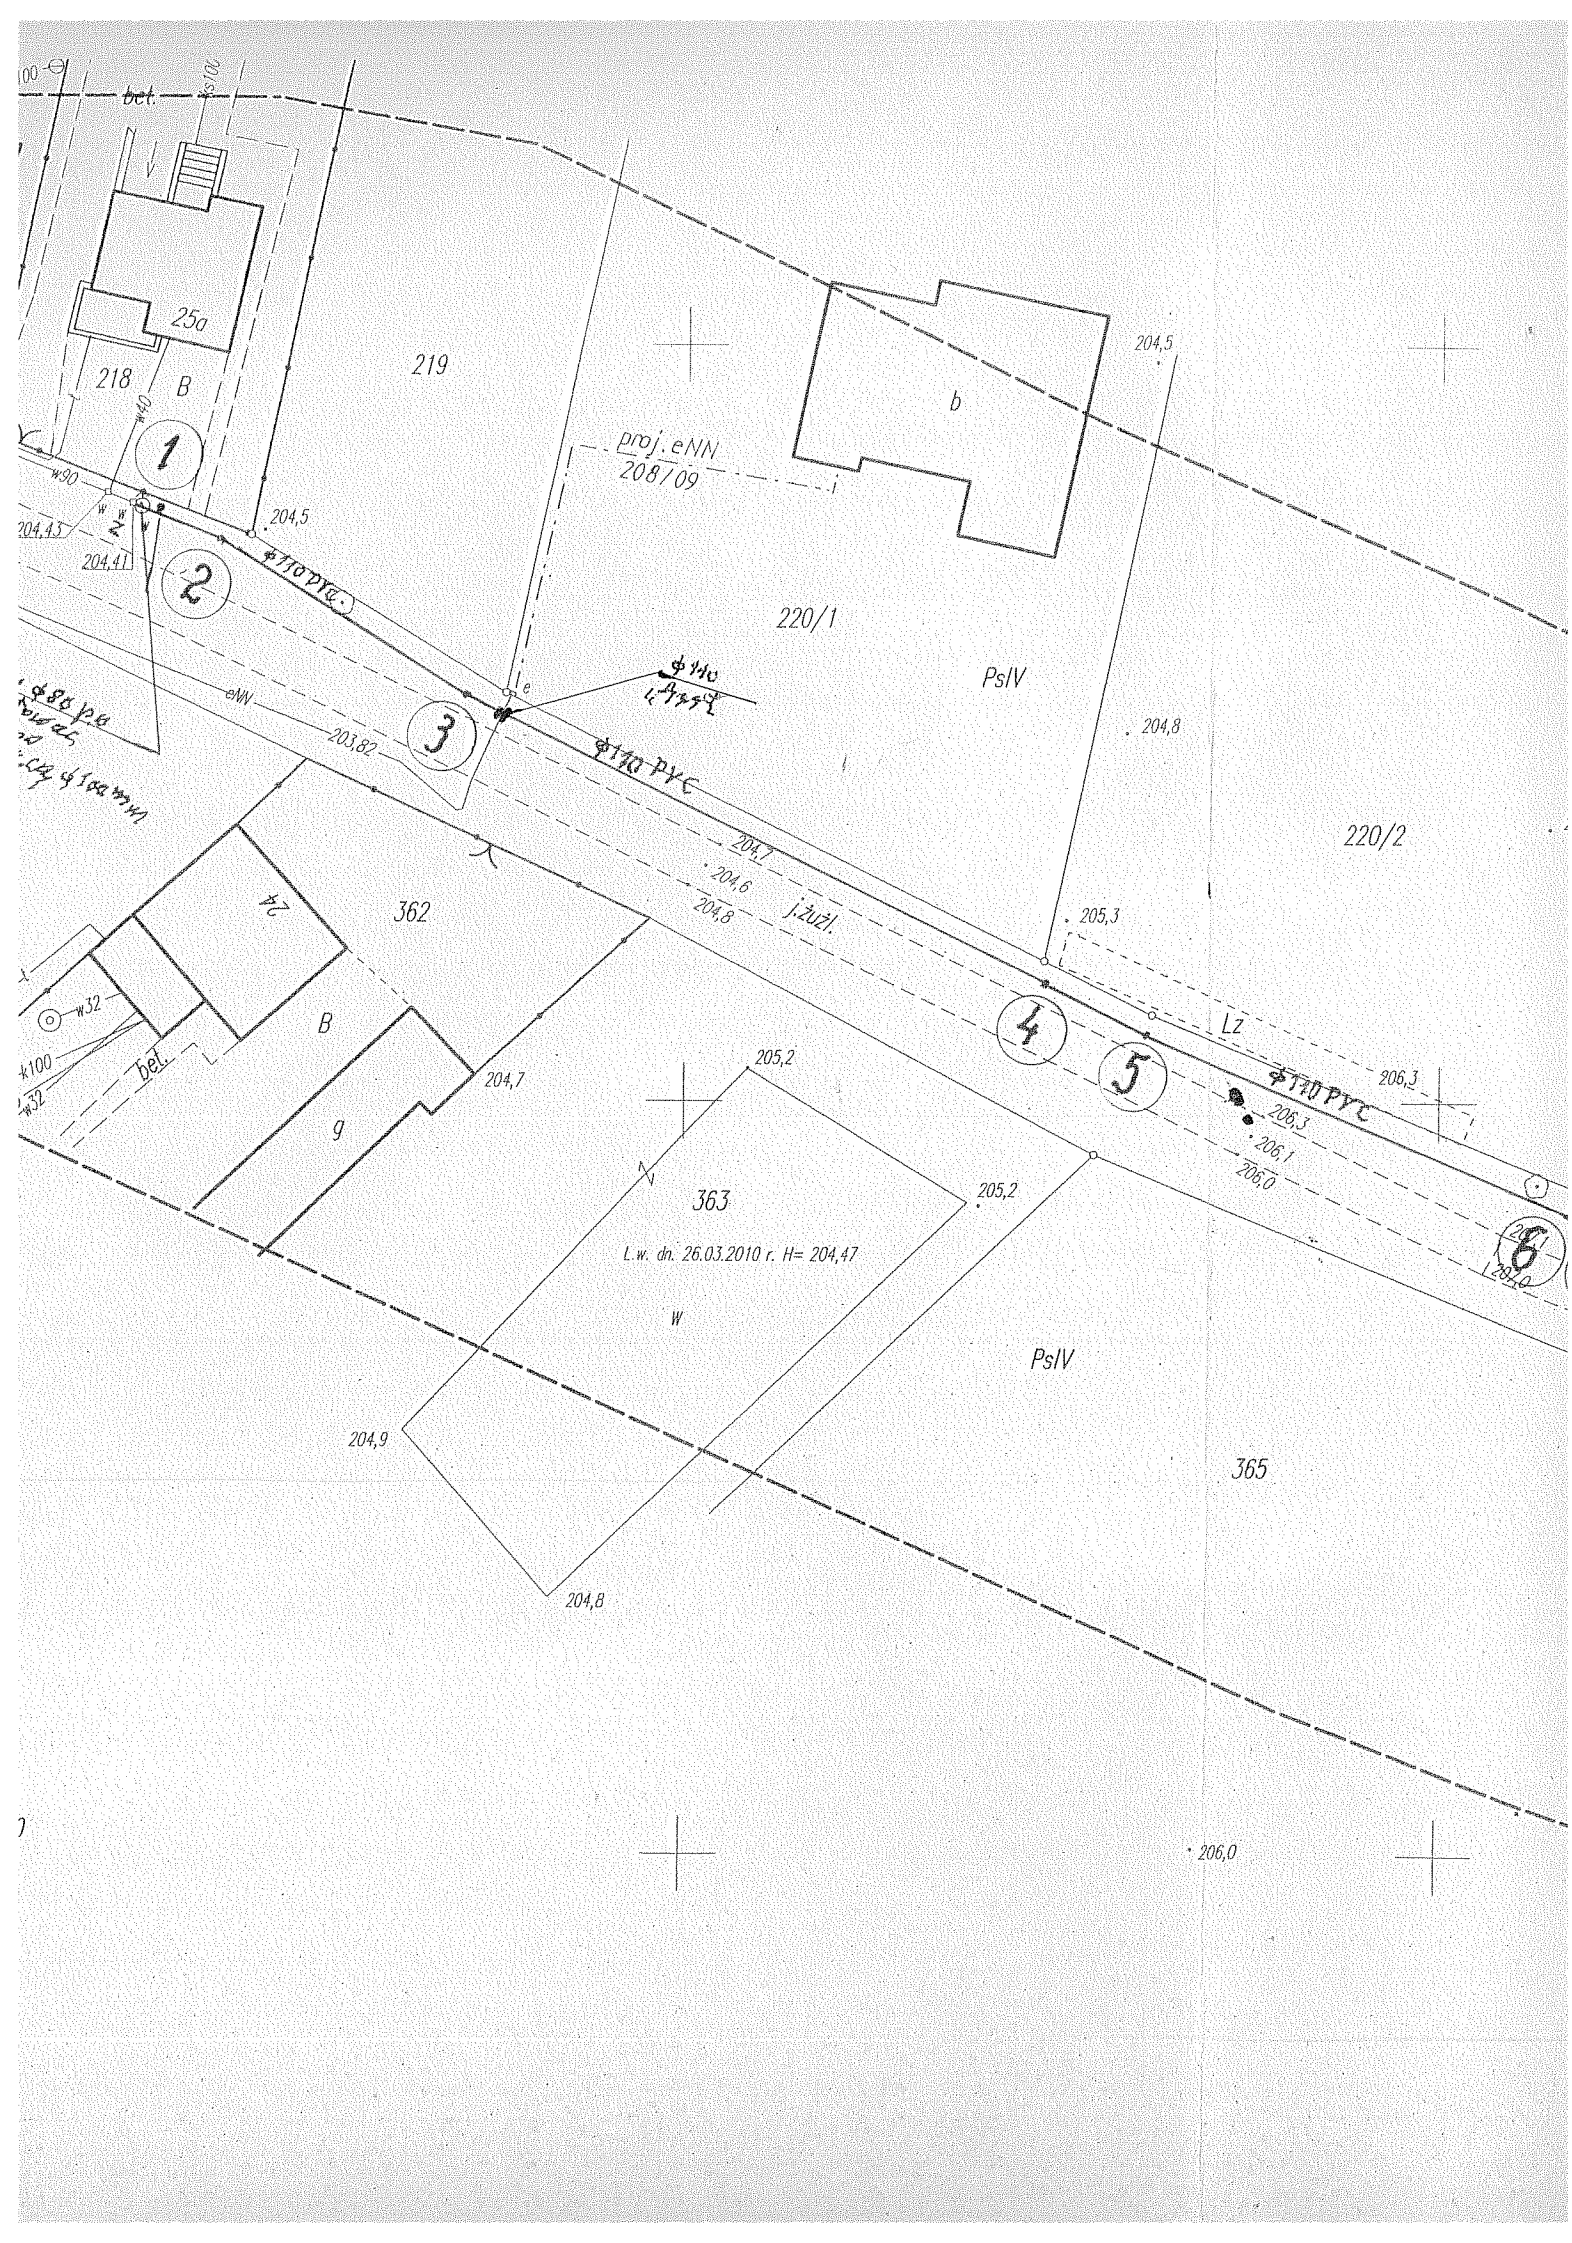 bet.
ks100
25a
218
B
219
b
204,5
w40
1
w90
proj.eNN
208/09
w
w
w
204,43
204,41
204,5
2
ϕ110 PVC
220/1
PsIV
e
ϕ110
eNN
203,82
3
ϕ110 PVC
204,8
220/2
204,7
204,6
204,8
j.żużl.
24
362
205,3
w32
B
4
5
Lz
k100
w32
bet.
205,2
204,7
ϕ110 PVC
206,3
206,3
206,1
206,0
g
363
205,2
6
207,0
L.w. dn. 26.03.2010 r. H= 204,47
w
PsIV
204,9
365
204,8
206,0